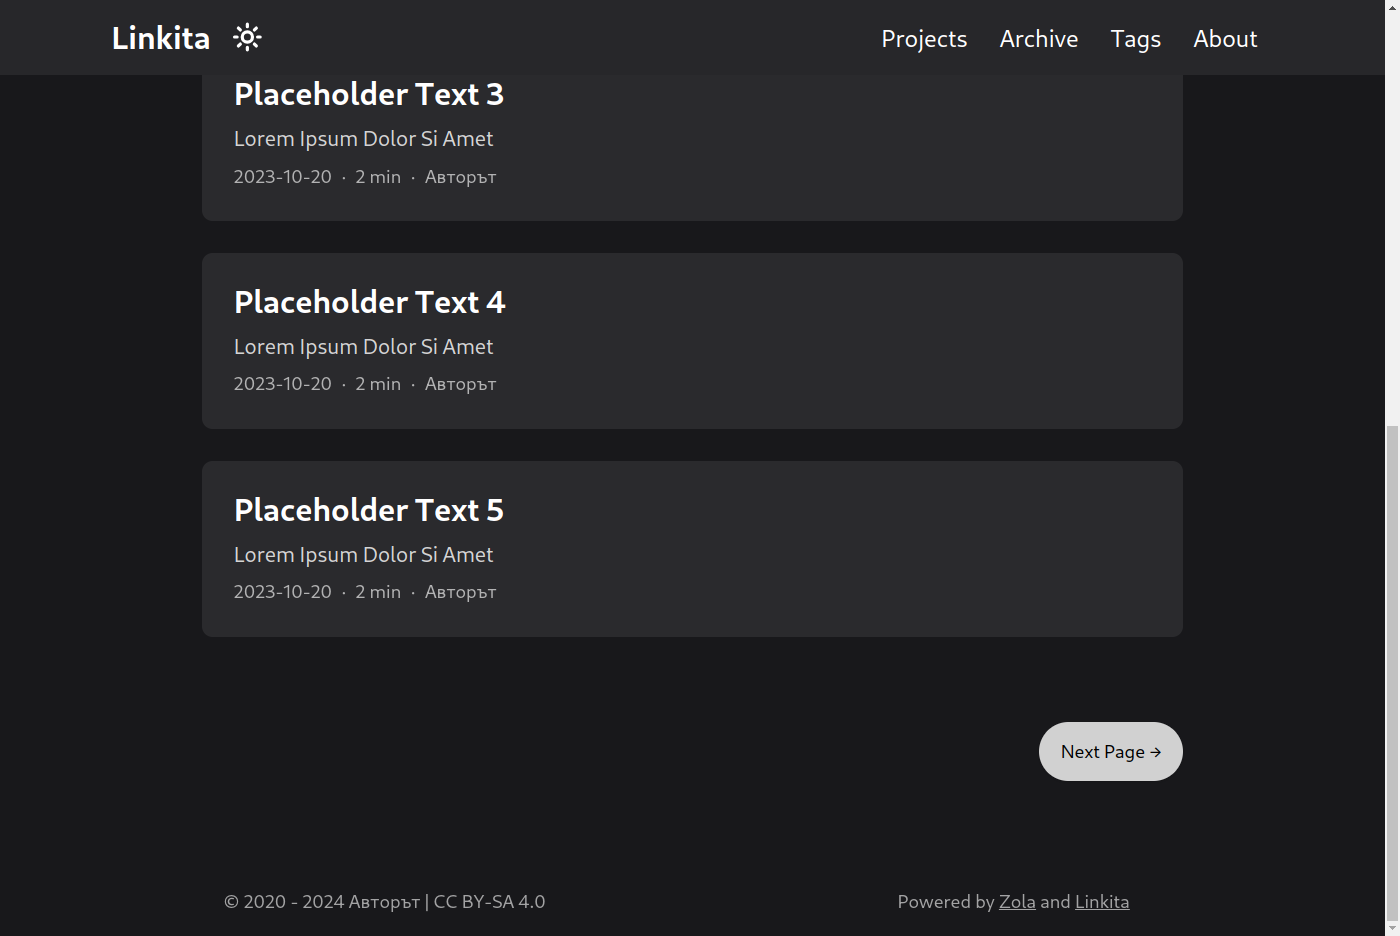 Linkita Projects Archive Tags About
Placeholder Text 3
Lorem Ipsum Dolor Si Amet
2023-10-20 · 2 min · Авторът
Placeholder Text 4
Lorem Ipsum Dolor Si Amet
2023-10-20 · 2 min · Авторът
Placeholder Text 5
Lorem Ipsum Dolor Si Amet
2023-10-20 · 2 min · Авторът
Next Page →
© 2020 - 2024 Авторът | CC BY-SA 4.0 Powered by Zola and Linkita